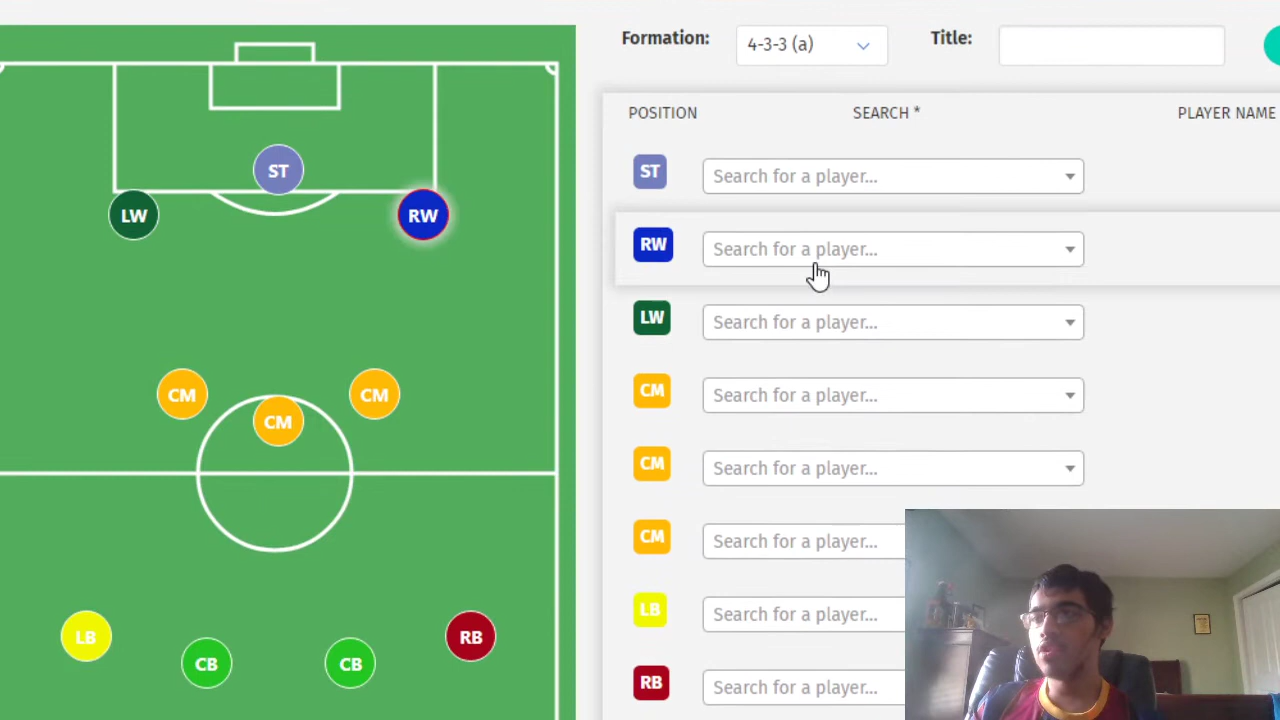 Formation:
4-3-3 (a)
Title:
POSITION
SEARCH *
PLAYER NAME
ST
LW
RW
CM
CM
CM
LB
CB
CB
RB
ST
Search for a player...
RW
Search for a player...
LW
Search for a player...
CM
Search for a player...
CM
Search for a player...
CM
Search for a player...
LB
Search for a player...
RB
Search for a player...